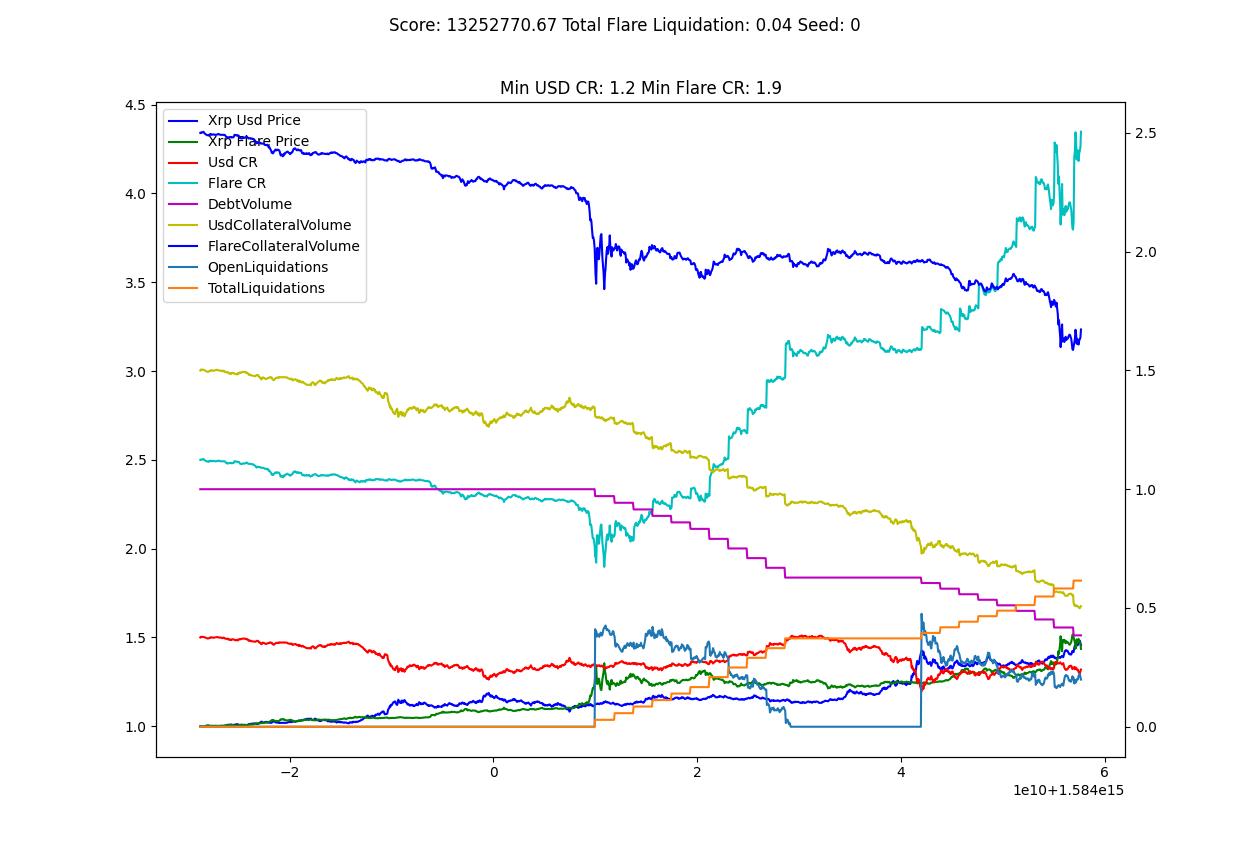 Score: 13252770.67 Total Flare Liquidation: 0.04 Seed: 0
Min USD CR: 1.2 Min Flare CR: 1.9
Xrp Usd Price
Xrp Flare Price
Usd CR
Flare CR
DebtVolume
UsdCollateralVolume
FlareCollateralVolume
OpenLiquidations
TotalLiquidations
4.5
4.0
3.5
3.0
2.5
2.0
1.5
1.0
2.5
2.0
1.5
1.0
0.5
0.0
−2
0
2
4
6
1e10+1.584e15